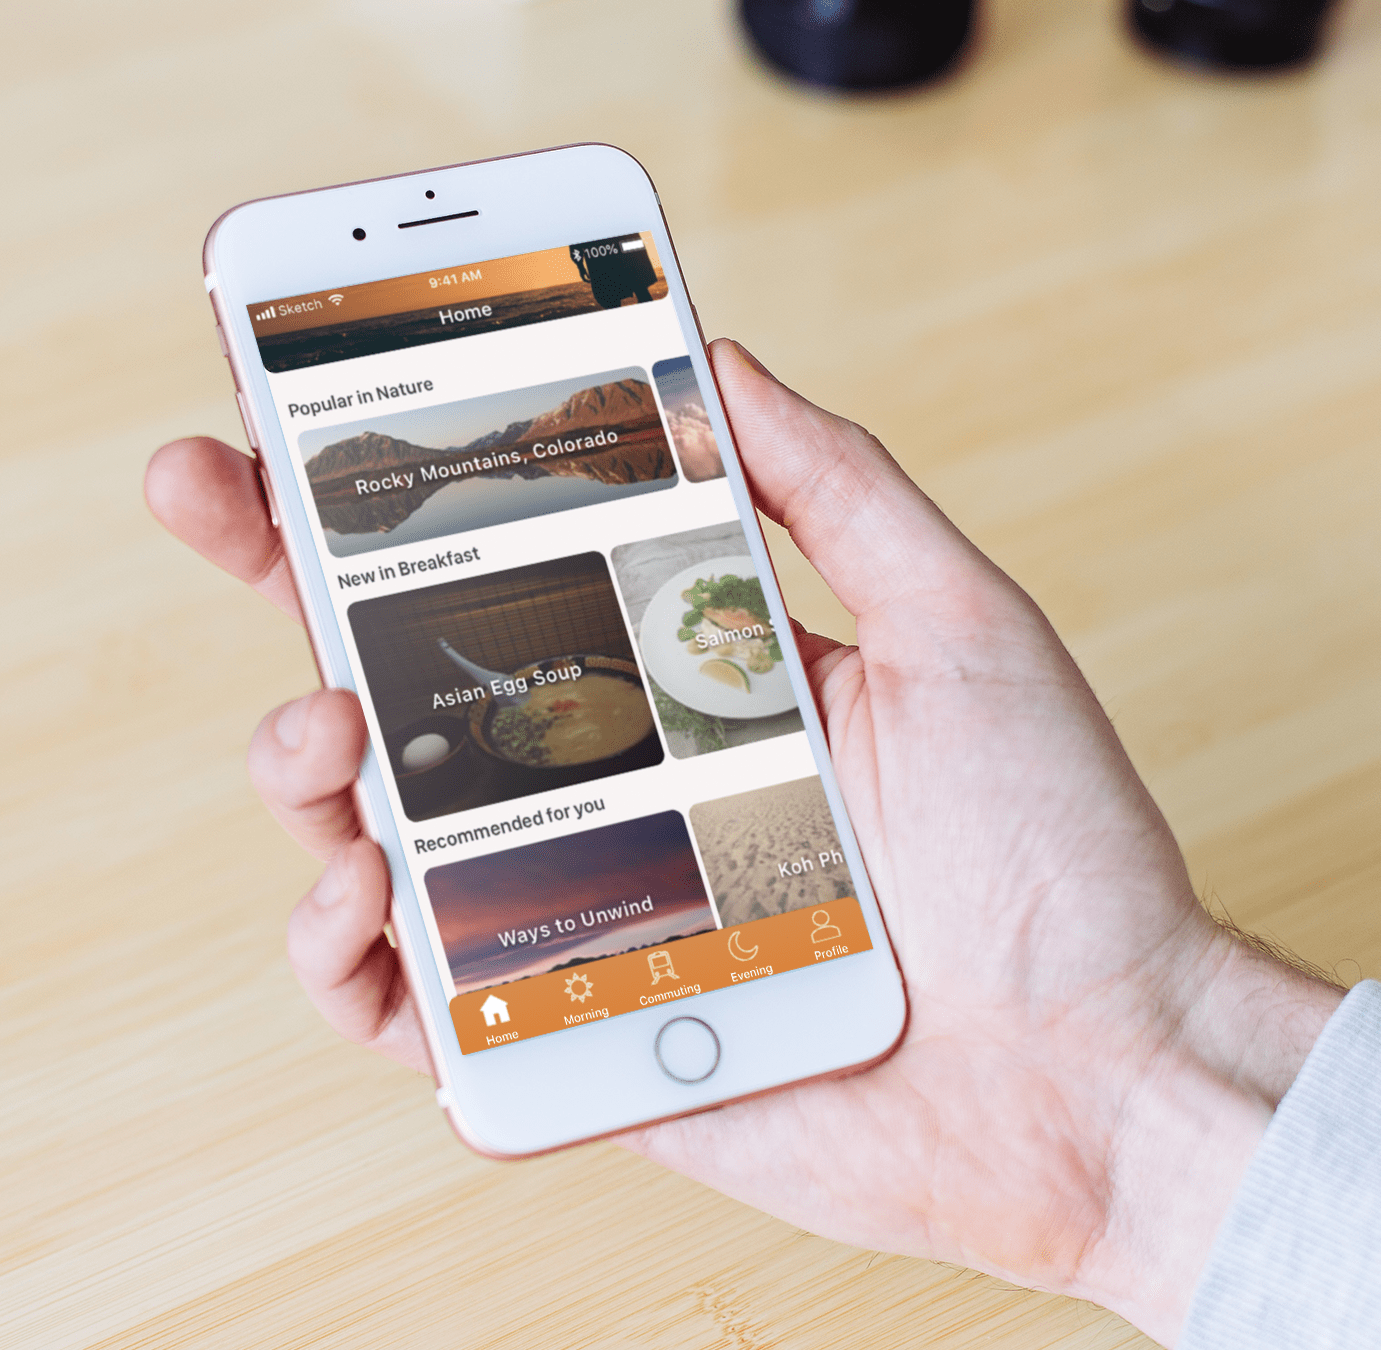 Sketch
9:41 AM
100%
Home
Popular in Nature
Rocky Mountains, Colorado
New in Breakfast
Asian Egg Soup
Salmon
Recommended for you
Ways to Unwind
Koh Ph
Home
Morning
Commuting
Evening
Profile